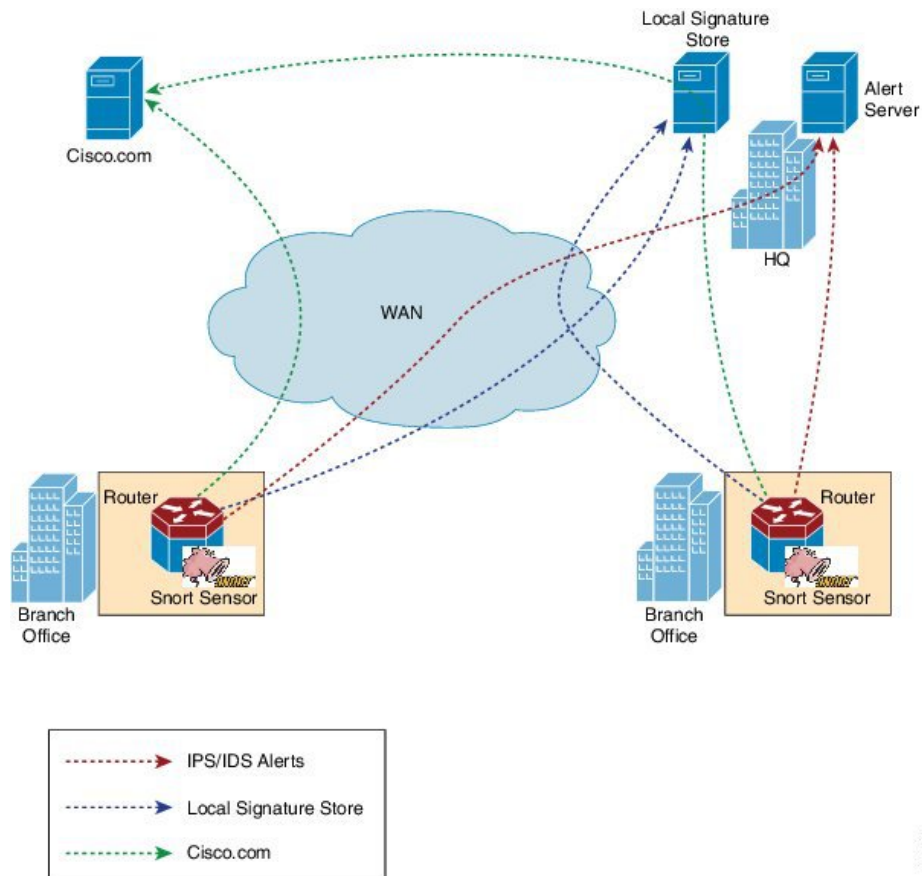 Local Signature
Store
Alert
Server
Cisco.com
HQ
WAN
Router
Snort Sensor
Branch
Office
Router
Snort Sensor
Branch
Office
IPS/IDS Alerts
Local Signature Store
Cisco.com